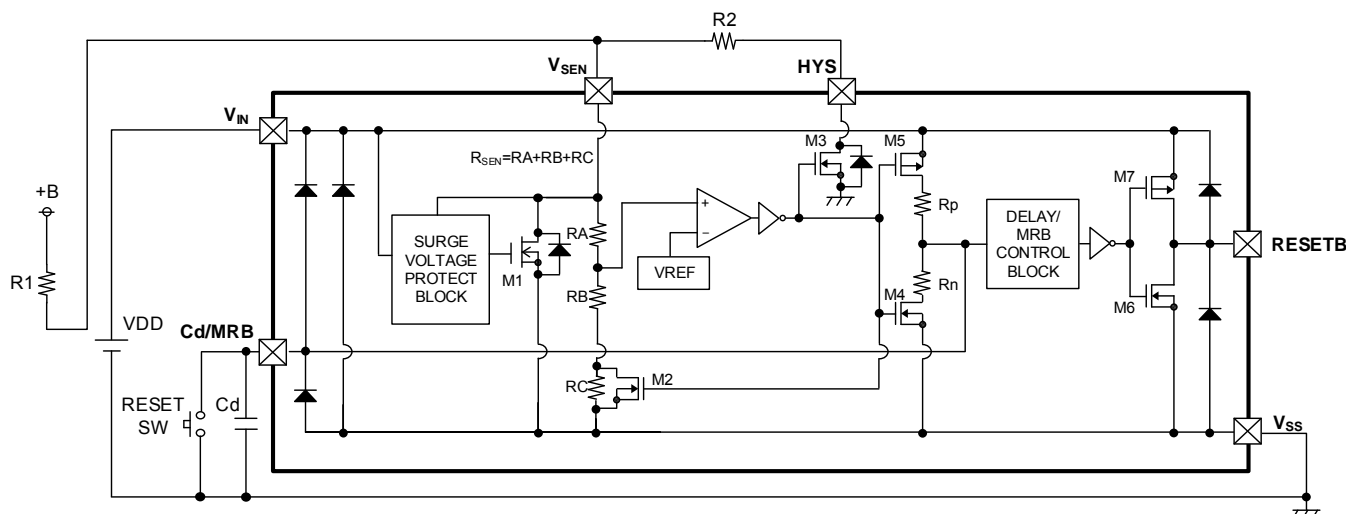 R2
VSEN
HYS
VIN
M3
M5
RSEN=RA+RB+RC
M7
+B
Rp
RA
SURGE
VOLTAGE
PROTECT
BLOCK
+
−
DELAY/
MRB
CONTROL
BLOCK
RESETB
VREF
M1
R1
RB
Rn
M4
M6
VDD
Cd/MRB
RC
M2
RESET
SW
Cd
VSS